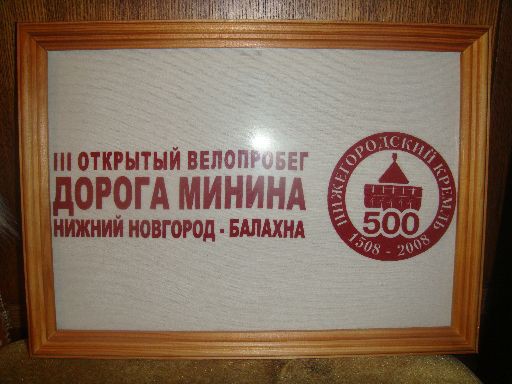 III ОТКРЫТЫЙ ВЕЛОПРОБЕГ
ДОРОГА МИНИНА
НИЖНИЙ НОВГОРОД - БАЛАХНА
НИЖЕГОРОДСКИЙ КРЕМЛЬ
500
1508 - 2008